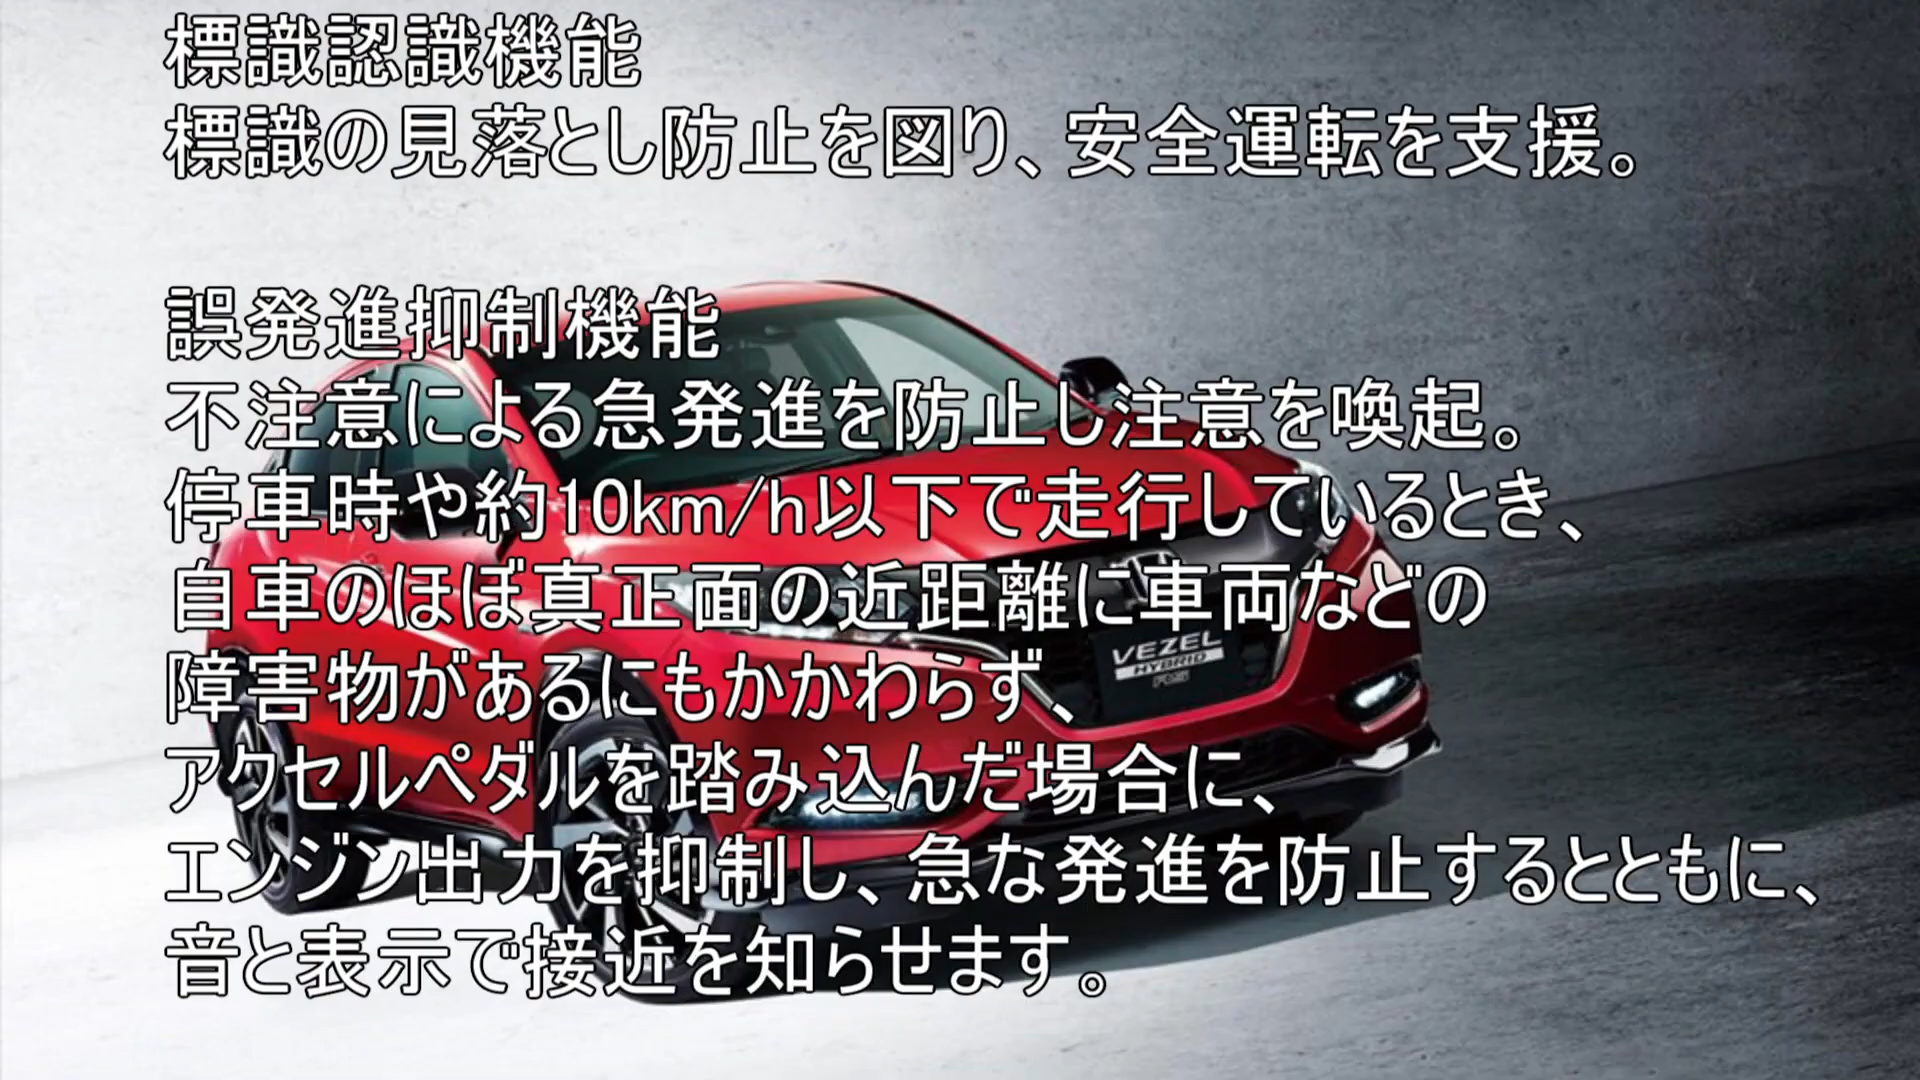 標識認識機能
標識の見落とし防止を図り、安全運転を支援。
誤発進抑制機能
不注意による急発進を防止し注意を喚起。
停車時や約10km/h以下で走行しているとき、
自車のほぼ真正面の近距離に車両などの
障害物があるにもかかわらず、
アクセルペダルを踏み込んだ場合に、
エンジン出力を抑制し、急な発進を防止するとともに、
音と表示で接近を知らせます。
VEZEL
HYBRID
RS